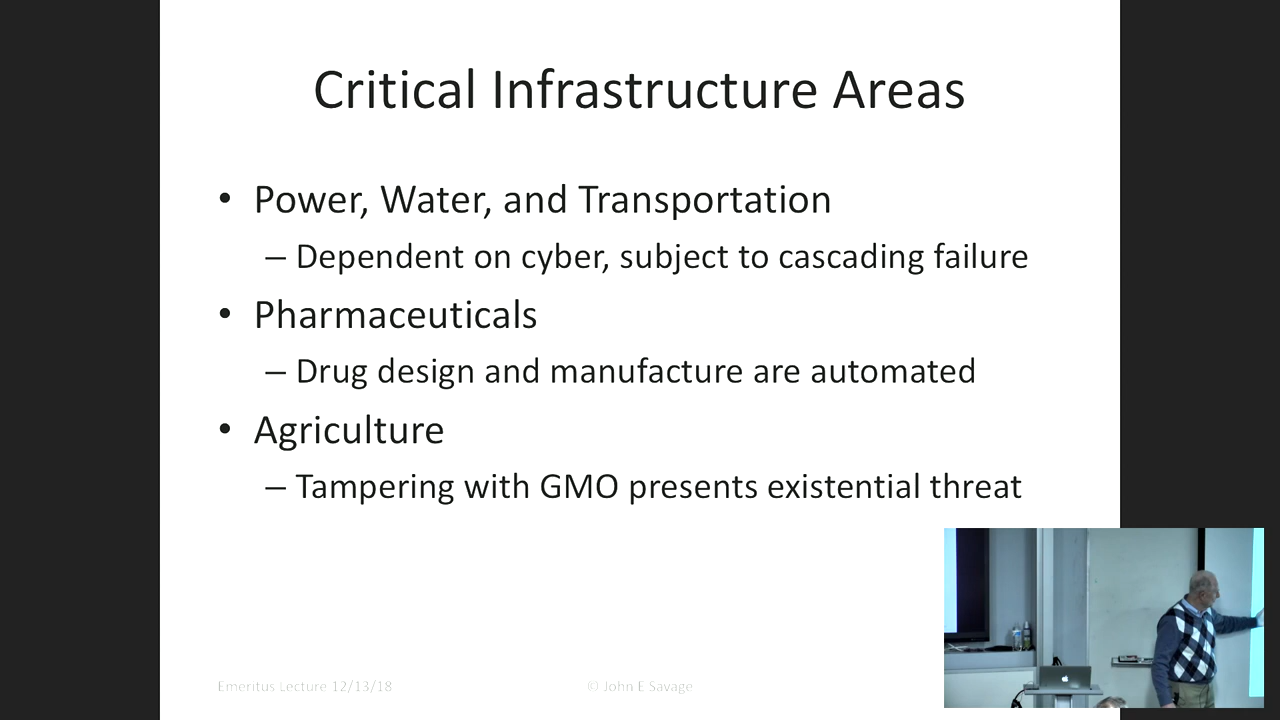 Critical Infrastructure Areas
• Power, Water, and Transportation
– Dependent on cyber, subject to cascading failure
• Pharmaceuticals
– Drug design and manufacture are automated
• Agriculture
– Tampering with GMO presents existential threat
Emeritus Lecture 12/13/18
© John E Savage